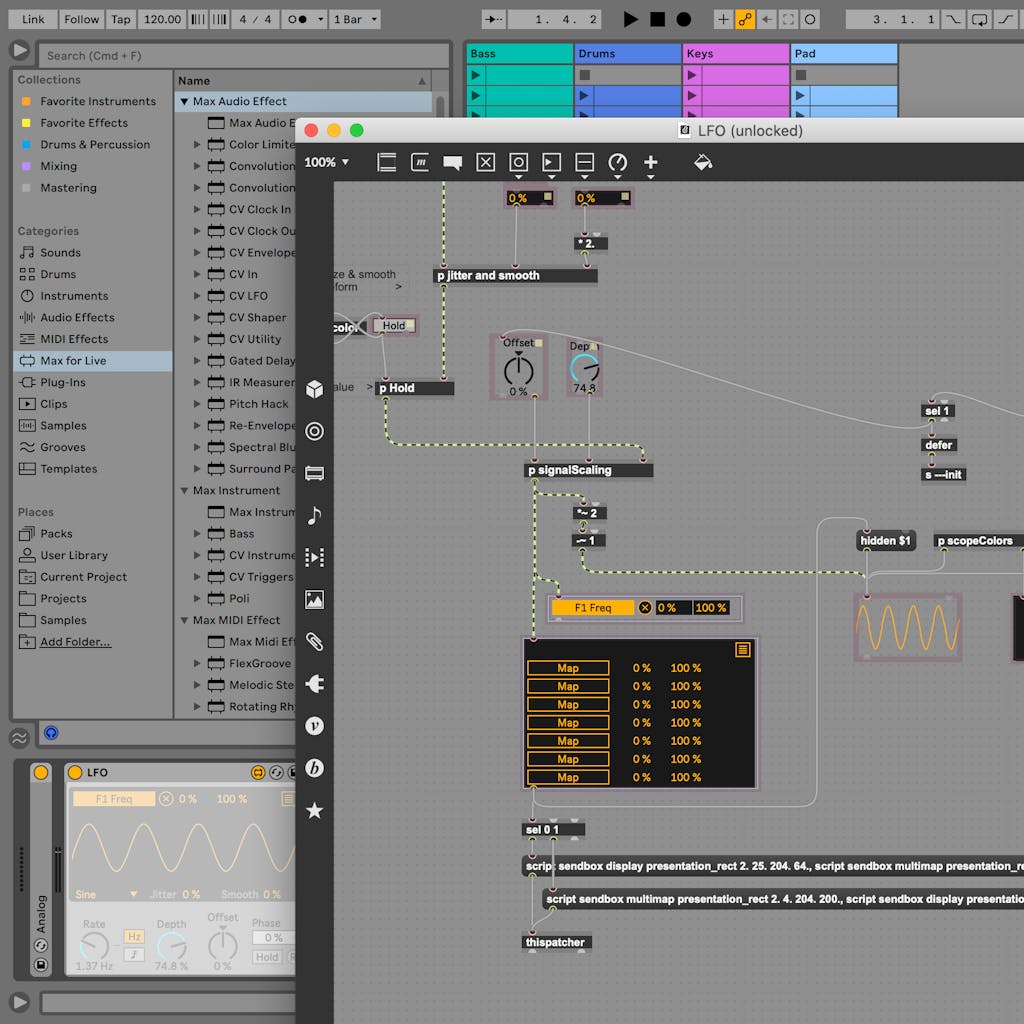 Link Follow Tap 120.00 4 / 4 1 Bar 1. 4. 2 3. 1. 1
Search (Cmd + F)
Bass Drums Keys Pad
Collections
Favorite Instruments
Favorite Effects
Drums & Percussion
Mixing
Mastering
Categories
Sounds
Drums
Instruments
Audio Effects
MIDI Effects
Max for Live
Plug-Ins
Clips
Samples
Grooves
Templates
Places
Packs
User Library
Current Project
Projects
Samples
Add Folder...
Name
Max Audio Effect
Max Audio E
Color Limite
Convolution
Convolution
CV Clock In
CV Clock Ou
CV Envelope
CV In
CV LFO
CV Shaper
CV Utility
Gated Delay
IR Measurer
Pitch Hack
Re-Envelope
Spectral Blu
Surround Pa
Max Instrument
Max Instrum
Bass
CV Instrume
CV Triggers
Poli
Max MIDI Effect
Max Midi Eff
FlexGroove
Melodic Ste
Rotating Rh
LFO (unlocked)
100%
0 % 0 %
* 2.
p jitter and smooth
ze & smooth
eform >
color Hold
Offset Depth
0 % 74.8
alue > p Hold
sel 1
defer
s ---init
p signalScaling
*~ 2
-~ 1
hidden $1 p scopeColors
F1 Freq 0 % 100 %
Map 0 % 100 %
Map 0 % 100 %
Map 0 % 100 %
Map 0 % 100 %
Map 0 % 100 %
Map 0 % 100 %
Map 0 % 100 %
sel 0 1
script sendbox display presentation_rect 2. 25. 204. 64., script sendbox multimap presentation_re
script sendbox multimap presentation_rect 2. 4. 204. 200., script sendbox display presentation
thispatcher
Analog
LFO
F1 Freq 0 % 100 %
Sine Jitter 0 % Smooth 0 %
Rate Depth Offset Phase
Hz 0 %
Hold R
1.37 Hz 74.8 % 0 %